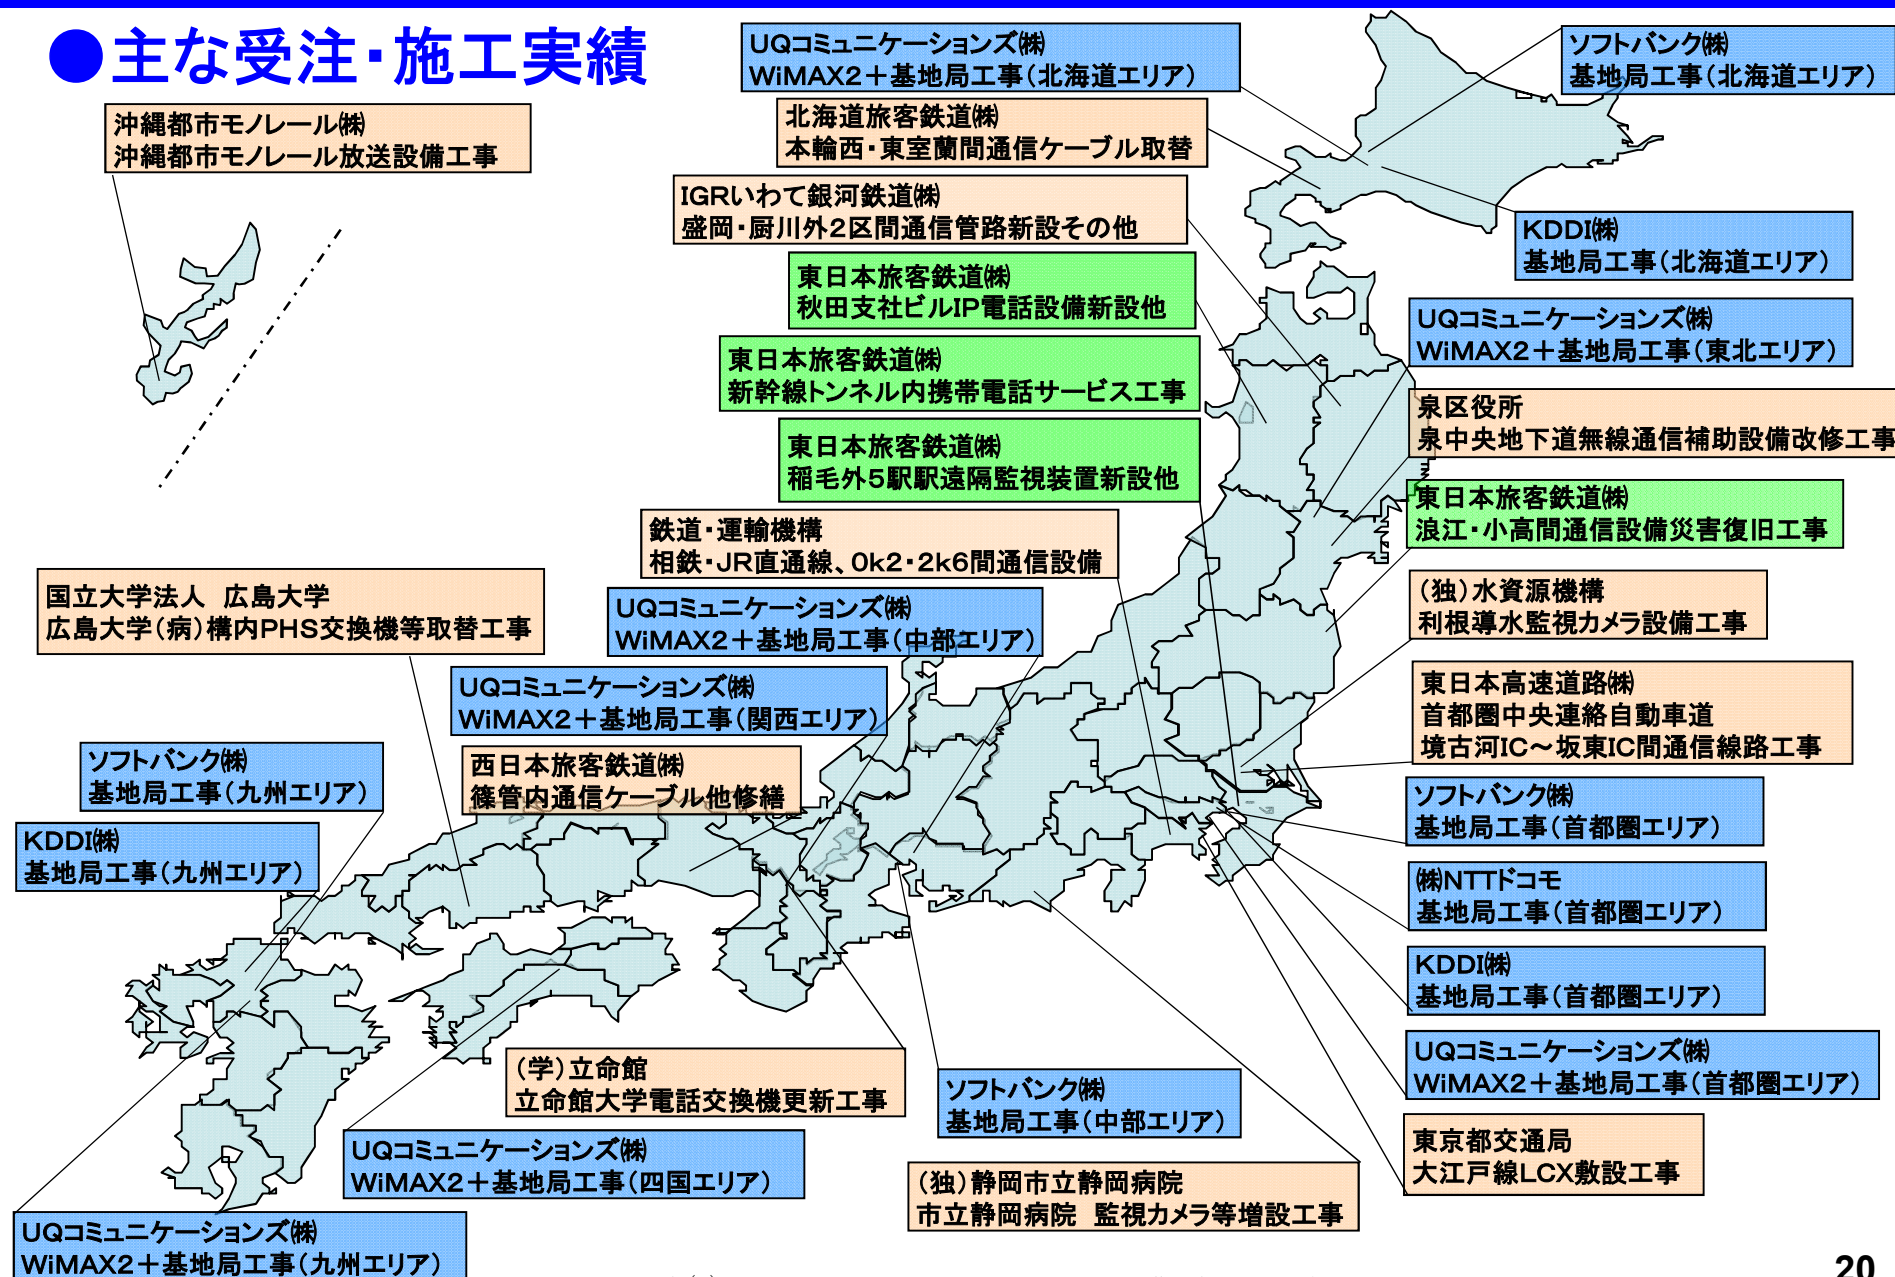 ●主な受注・施工実績
UQコミュニケーションズ㈱
WiMAX2＋基地局工事（北海道エリア）
ソフトバンク㈱
基地局工事（北海道エリア）
沖縄都市モノレール㈱
沖縄都市モノレール放送設備工事
北海道旅客鉄道㈱
本輪西・東室蘭間通信ケーブル取替
IGRいわて銀河鉄道㈱
盛岡・厨川外2区間通信管路新設その他
KDDI㈱
基地局工事（北海道エリア）
東日本旅客鉄道㈱
秋田支社ビルIP電話設備新設他
UQコミュニケーションズ㈱
WiMAX2＋基地局工事（東北エリア）
東日本旅客鉄道㈱
新幹線トンネル内携帯電話サービス工事
泉区役所
泉中央地下道無線通信補助設備改修工事
東日本旅客鉄道㈱
稲毛外5駅駅遠隔監視装置新設他
東日本旅客鉄道㈱
浪江・小高間通信設備災害復旧工事
鉄道・運輸機構
相鉄・JR直通線、0k2・2k6間通信設備
国立大学法人　広島大学
広島大学（病）構内PHS交換機等取替工事
UQコミュニケーションズ㈱
WiMAX2＋基地局工事（中部エリア）
（独）水資源機構
利根導水監視カメラ設備工事
UQコミュニケーションズ㈱
WiMAX2＋基地局工事（関西エリア）
東日本高速道路㈱
首都圏中央連絡自動車道
境古河IC～坂東IC間通信線路工事
ソフトバンク㈱
基地局工事（九州エリア）
西日本旅客鉄道㈱
篠管内通信ケーブル他修繕
ソフトバンク㈱
基地局工事（首都圏エリア）
KDDI㈱
基地局工事（九州エリア）
㈱NTTドコモ
基地局工事（首都圏エリア）
KDDI㈱
基地局工事（首都圏エリア）
UQコミュニケーションズ㈱
WiMAX2＋基地局工事（首都圏エリア）
（学）立命館
立命館大学電話交換機更新工事
ソフトバンク㈱
基地局工事（中部エリア）
東京都交通局
大江戸線LCX敷設工事
UQコミュニケーションズ㈱
WiMAX2＋基地局工事（四国エリア）
（独）静岡市立静岡病院
市立静岡病院　監視カメラ等増設工事
UQコミュニケーションズ㈱
WiMAX2＋基地局工事（九州エリア）
20